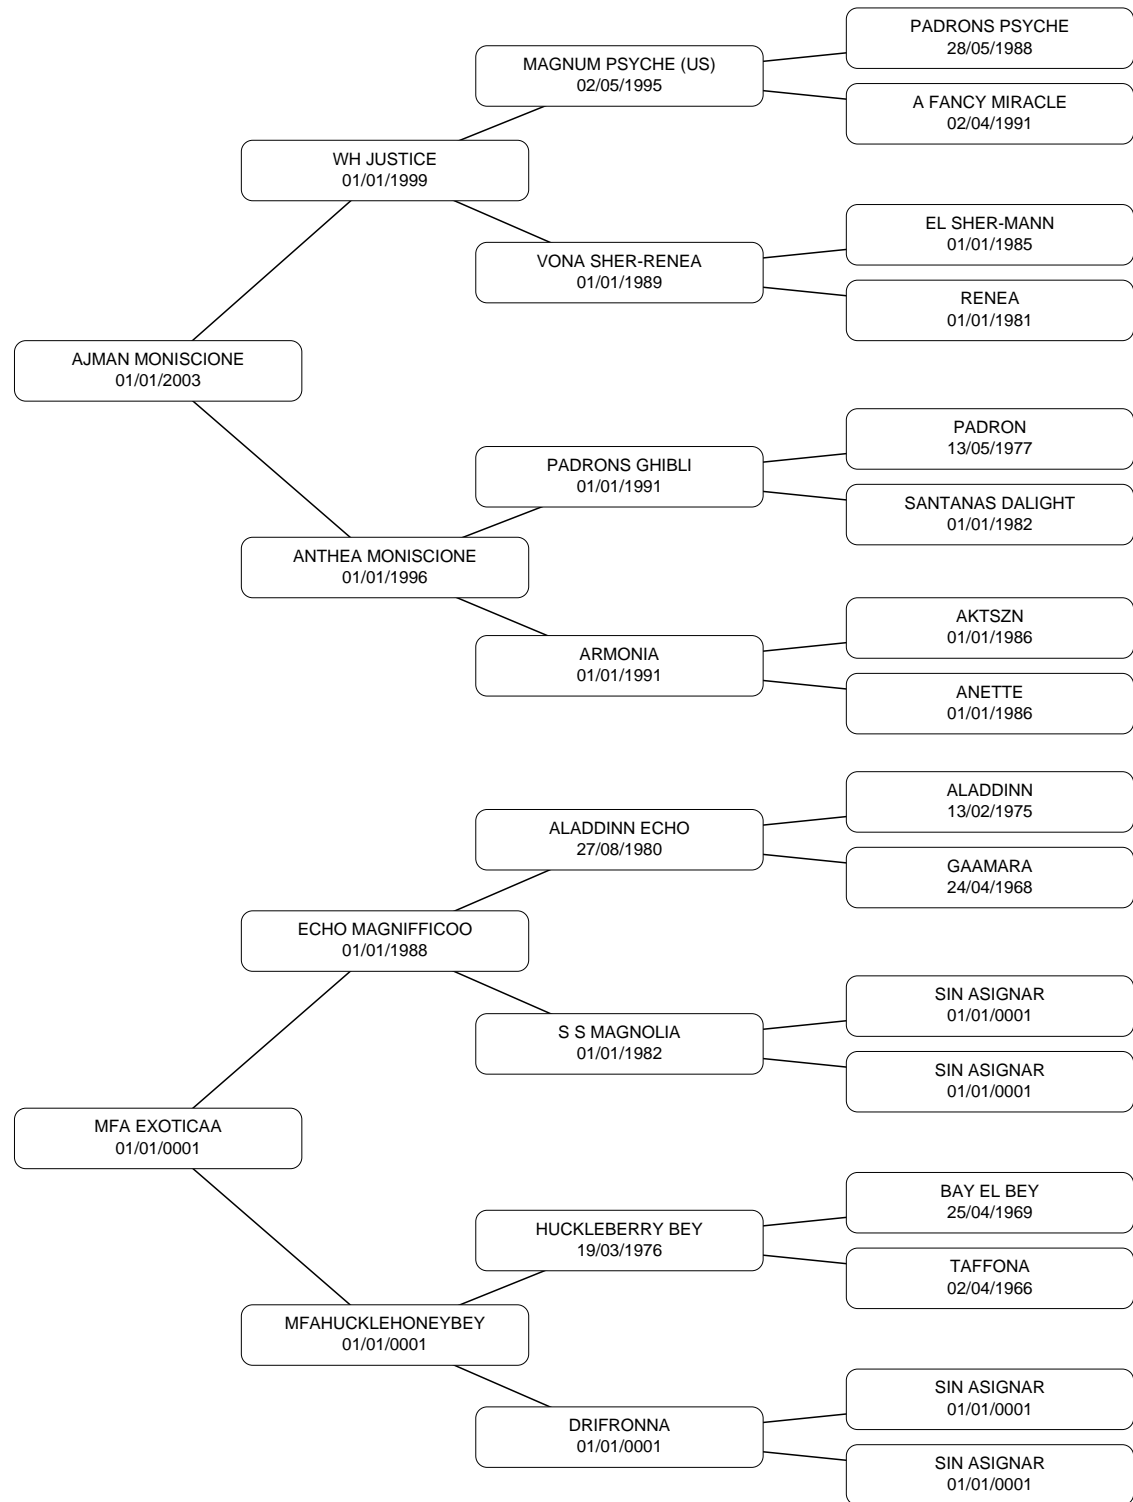 PADRONS PSYCHE
28/05/1988
MAGNUM PSYCHE (US)
02/05/1995
A FANCY MIRACLE
02/04/1991
WH JUSTICE
01/01/1999
EL SHER-MANN
01/01/1985
VONA SHER-RENEA
01/01/1989
RENEA
01/01/1981
AJMAN MONISCIONE
01/01/2003
PADRON
13/05/1977
PADRONS GHIBLI
01/01/1991
SANTANAS DALIGHT
01/01/1982
ANTHEA MONISCIONE
01/01/1996
AKTSZN
01/01/1986
ARMONIA
01/01/1991
ANETTE
01/01/1986
ALADDINN
13/02/1975
ALADDINN ECHO
27/08/1980
GAAMARA
24/04/1968
ECHO MAGNIFFICOO
01/01/1988
SIN ASIGNAR
01/01/0001
S S MAGNOLIA
01/01/1982
SIN ASIGNAR
01/01/0001
MFA EXOTICAA
01/01/0001
BAY EL BEY
25/04/1969
HUCKLEBERRY BEY
19/03/1976
TAFFONA
02/04/1966
MFAHUCKLEHONEYBEY
01/01/0001
SIN ASIGNAR
01/01/0001
DRIFRONNA
01/01/0001
SIN ASIGNAR
01/01/0001